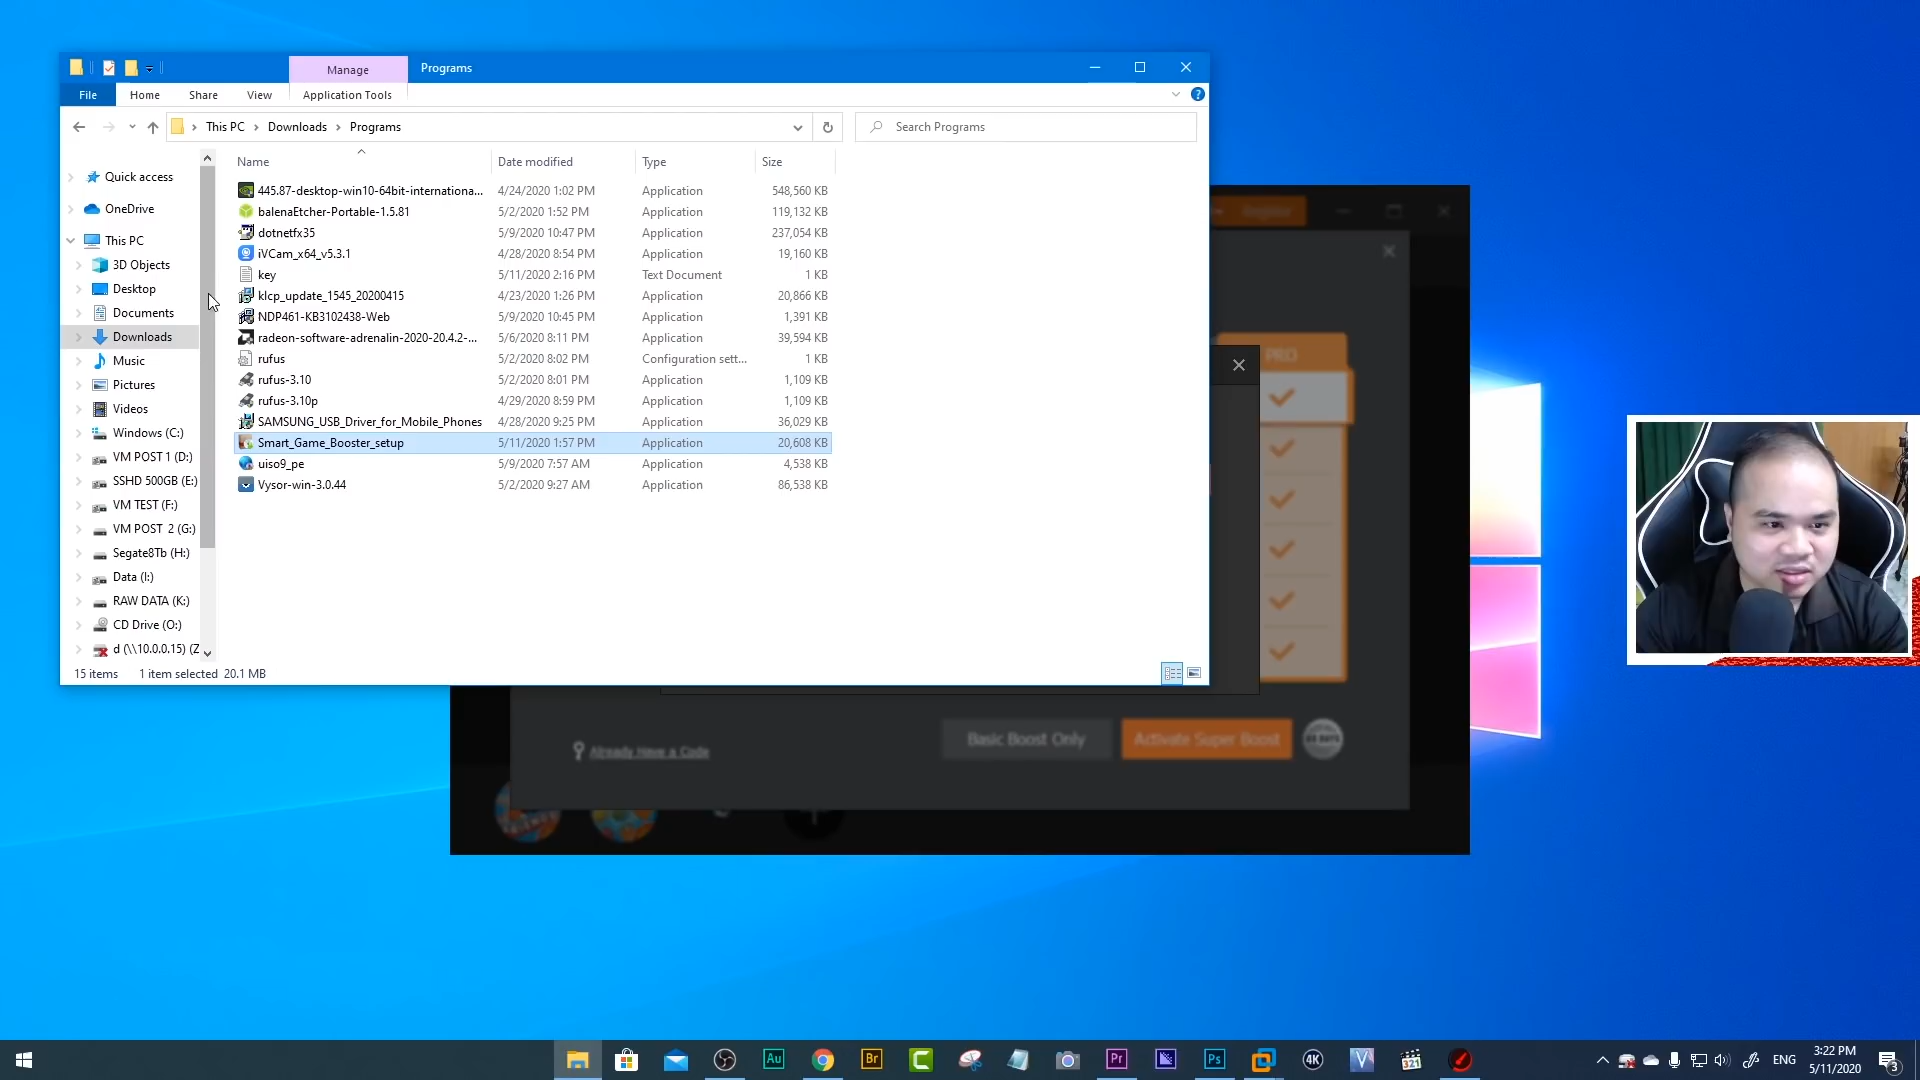 Manage
Programs
File
Home
Share
View
Application Tools
This PC
Downloads
Programs
Search Programs
Name
Date modified
Type
Size
Quick access
OneDrive
This PC
3D Objects
Desktop
Documents
Downloads
Music
Pictures
Videos
Windows (C:)
VM POST 1 (D:)
SSHD 500GB (E:)
VM TEST (F:)
VM POST 2 (G:)
Segate8Tb (H:)
Data (I:)
RAW DATA (K:)
CD Drive (O:)
d (\\10.0.0.15) (Z
445.87-desktop-win10-64bit-internationa... 4/24/2020 1:02 PM Application 548,560 KB
balenaEtcher-Portable-1.5.81 5/2/2020 1:52 PM Application 119,132 KB
dotnetfx35 5/9/2020 10:47 PM Application 237,054 KB
iVCam_x64_v5.3.1 4/28/2020 8:54 PM Application 19,160 KB
key 5/11/2020 2:16 PM Text Document 1 KB
klcp_update_1545_20200415 4/23/2020 1:26 PM Application 20,866 KB
NDP461-KB3102438-Web 5/9/2020 10:45 PM Application 1,391 KB
radeon-software-adrenalin-2020-20.4.2-... 5/6/2020 8:11 PM Application 39,594 KB
rufus 5/2/2020 8:02 PM Configuration sett... 1 KB
rufus-3.10 5/2/2020 8:01 PM Application 1,109 KB
rufus-3.10p 4/29/2020 8:59 PM Application 1,109 KB
SAMSUNG_USB_Driver_for_Mobile_Phones 4/28/2020 9:25 PM Application 36,029 KB
Smart_Game_Booster_setup 5/11/2020 1:57 PM Application 20,608 KB
uiso9_pe 5/9/2020 7:57 AM Application 4,538 KB
Vysor-win-3.0.44 5/2/2020 9:27 AM Application 86,538 KB
15 items 1 item selected 20.1 MB
PRO
Already Have a Code
Basic Boost Only
Activate Super Boost
Au
Br
C
Pr
Ps
4K
V
321
ENG
3:22 PM
5/11/2020
3